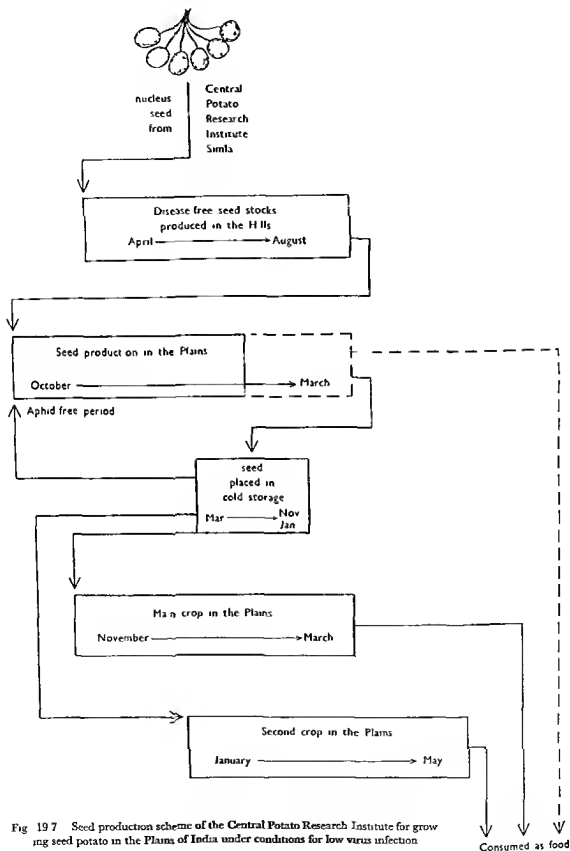 nucleus
seed
from
Central
Potato
Research
Institute
Simla
Disease free seed stocks
produced in the H lls
April August
Seed product on in the Plains
October March
Aphid free period
seed
placed in
cold storage
Mar Nov
Jan
Ma n crop in the Plains
November March
Second crop in the Plains
January May
Fig 19 7 Seed production scheme of the Central Potato Research Institute for grow
ing seed potato in the Plains of India under conditions for low virus infection
Consumed as food